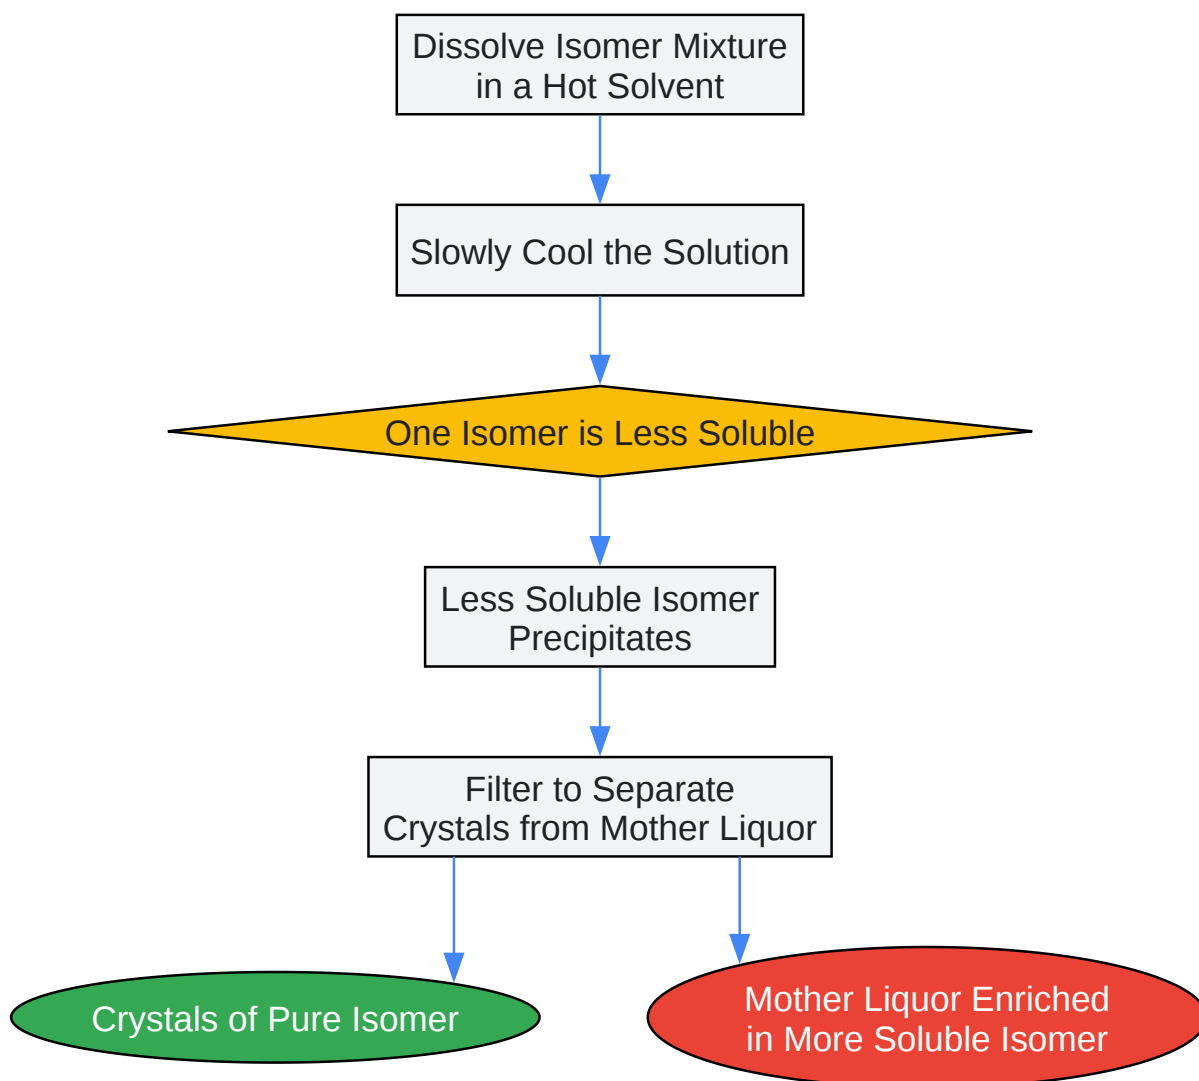 Dissolve Isomer Mixture
in a Hot Solvent
Slowly Cool the Solution
One Isomer is Less Soluble
Less Soluble Isomer
Precipitates
Filter to Separate
Crystals from Mother Liquor
Crystals of Pure Isomer
Mother Liquor Enriched
in More Soluble Isomer